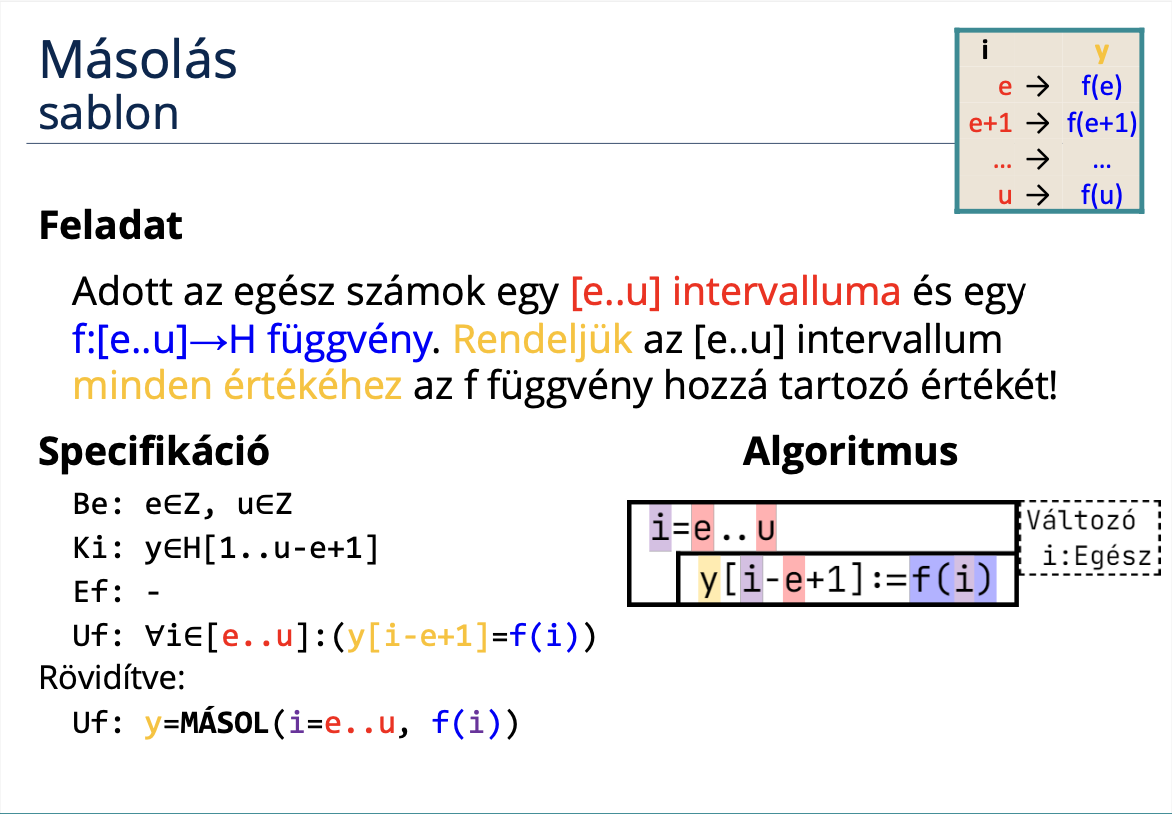 Másolás
sablon
i y
e → f(e)
e+1 → f(e+1)
... → ...
u → f(u)
Feladat
Adott az egész számok egy [e..u] intervalluma és egy
f:[e..u]→H függvény. Rendeljük az [e..u] intervallum
minden értékéhez az f függvény hozzá tartozó értékét!
Specifikáció
Be: e∈Z, u∈Z
Ki: y∈H[1..u-e+1]
Ef: -
Uf: ∀i∈[e..u]:(y[i-e+1]=f(i))
Rövidítve:
Uf: y=MÁSOL(i=e..u, f(i))
Algoritmus
i=e..u
y[i-e+1]:=f(i)
Változó
i:Egész